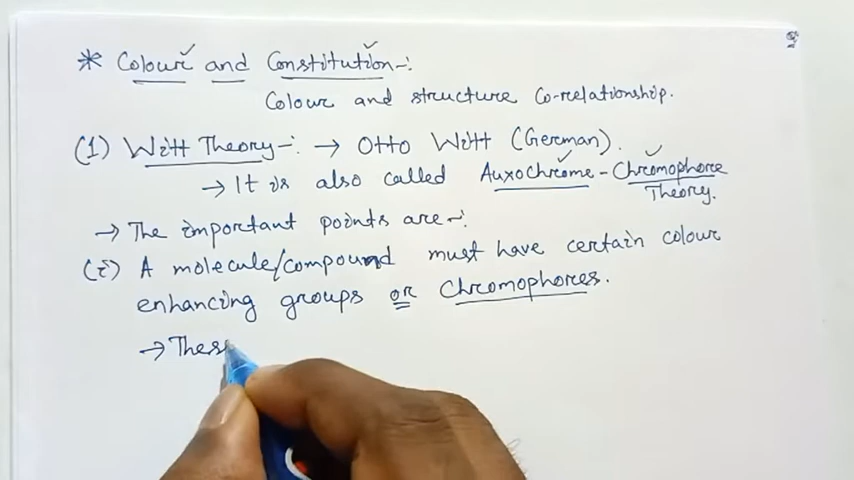 * Colour and Constitution-:
Colour and structure Co-relationship.
(1) Witt Theory-: → Otto Witt (German).
→ It is also called Auxochrome - Chromophore
Theory.
→ The important points are-:
(i) A molecule/compound must have certain colour
enhancing groups or Chromophores.
→ Thes